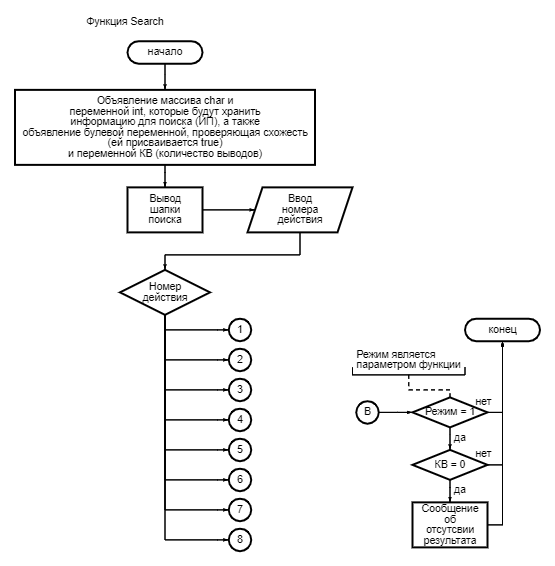 Функция Search
начало
Объявление массива char и
переменной int, которые будут хранить
информацию для поиска (ИП), а также
объявление булевой переменной, проверяющая схожесть
(ей присваивается true)
и переменной КВ (количество выводов)
Вывод
шапки
поиска
Ввод
номера
действия
Номер
действия
1
2
3
4
5
6
7
8
конец
Режим является
параметром функции
В
Режим = 1
нет
да
КВ = 0
нет
да
Сообщение
об
отсутсвии
результата